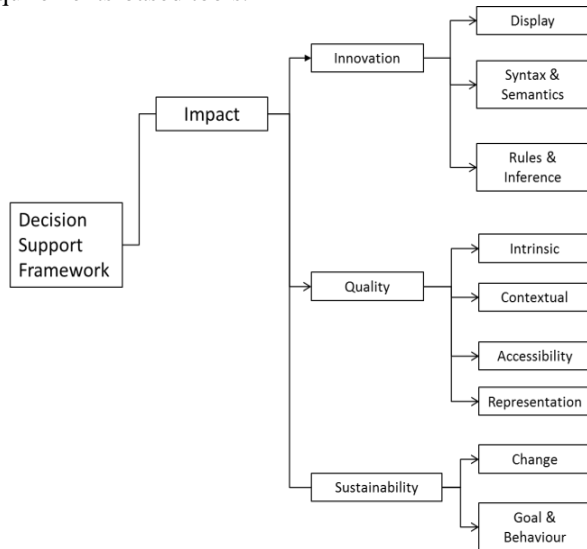 Display
Innovation
Syntax &
Semantics
Impact
Rules &
Inference
Decision
Support
Framework
Intrinsic
Quality
Contextual
Accessibility
Representation
Change
Sustainability
Goal &
Behaviour